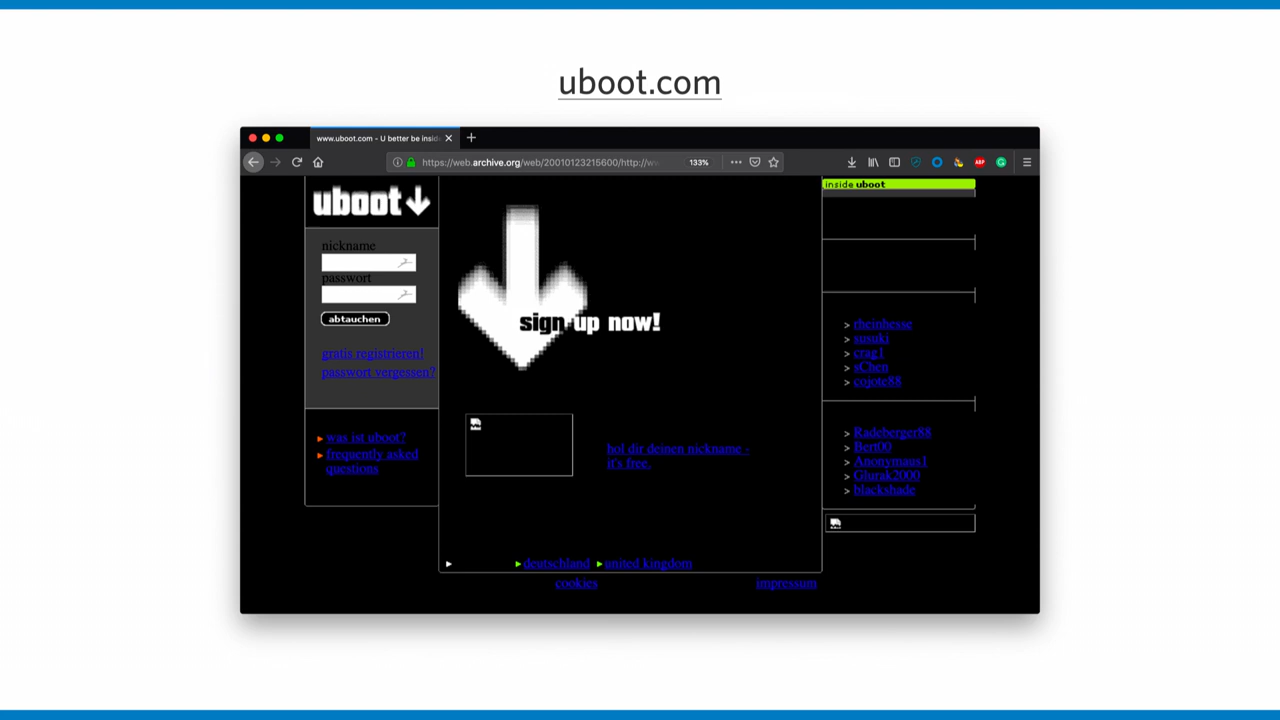 uboot.com
www.uboot.com - U better be insid
https://web.archive.org/web/20010123215600/http://w
133%
ABP
uboot
nickname
passwort
abtauchen
gratis registrieren!
passwort vergessen?
was ist uboot?
frequently asked
questions
sign up now!
hol dir deinen nickname -
it's free.
deutschland
united kingdom
cookies
impressum
inside uboot
> rheinhesse
> susuki
> crag1
> sChen
> cojote88
> Radeberger88
> Bert00
> Anonymaus1
> Glurak2000
> blackshade